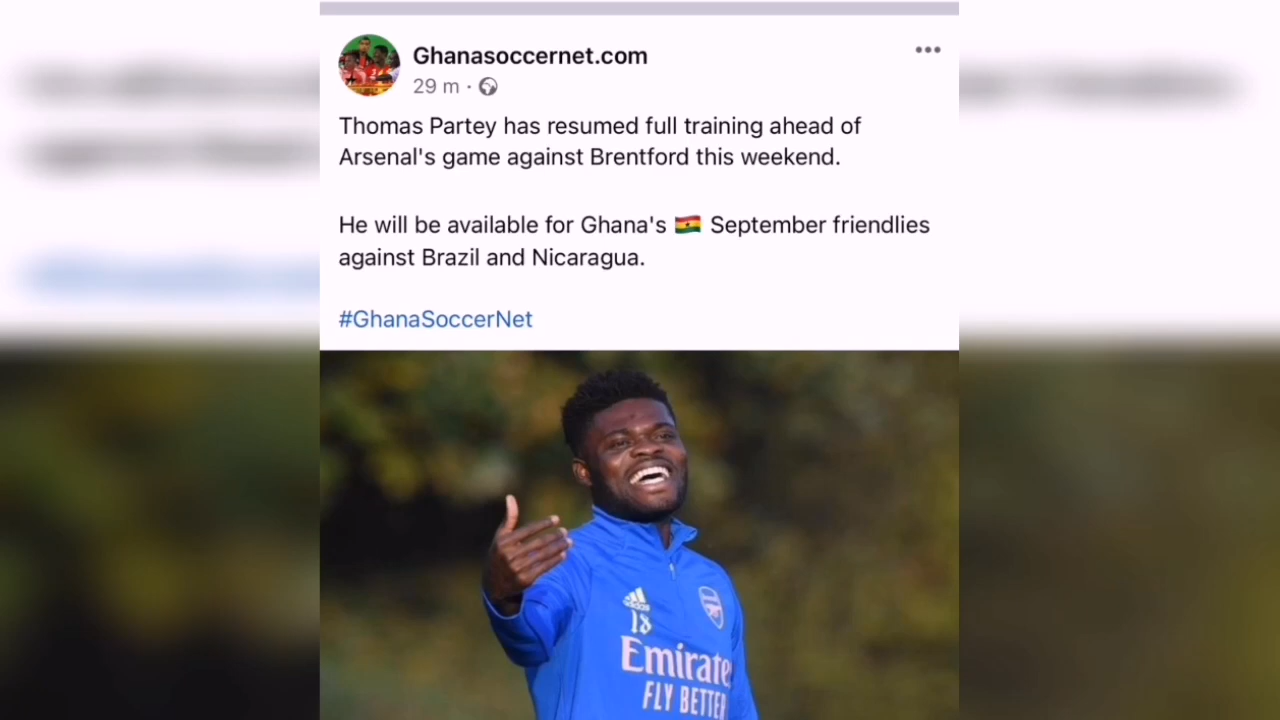 Ghanasoccernet.com
29 m ·
Thomas Partey has resumed full training ahead of
Arsenal's game against Brentford this weekend.
He will be available for Ghana's 🇬🇭 September friendlies
against Brazil and Nicaragua.
#GhanaSoccerNet
adidas
18
Emirates
FLY BETTER